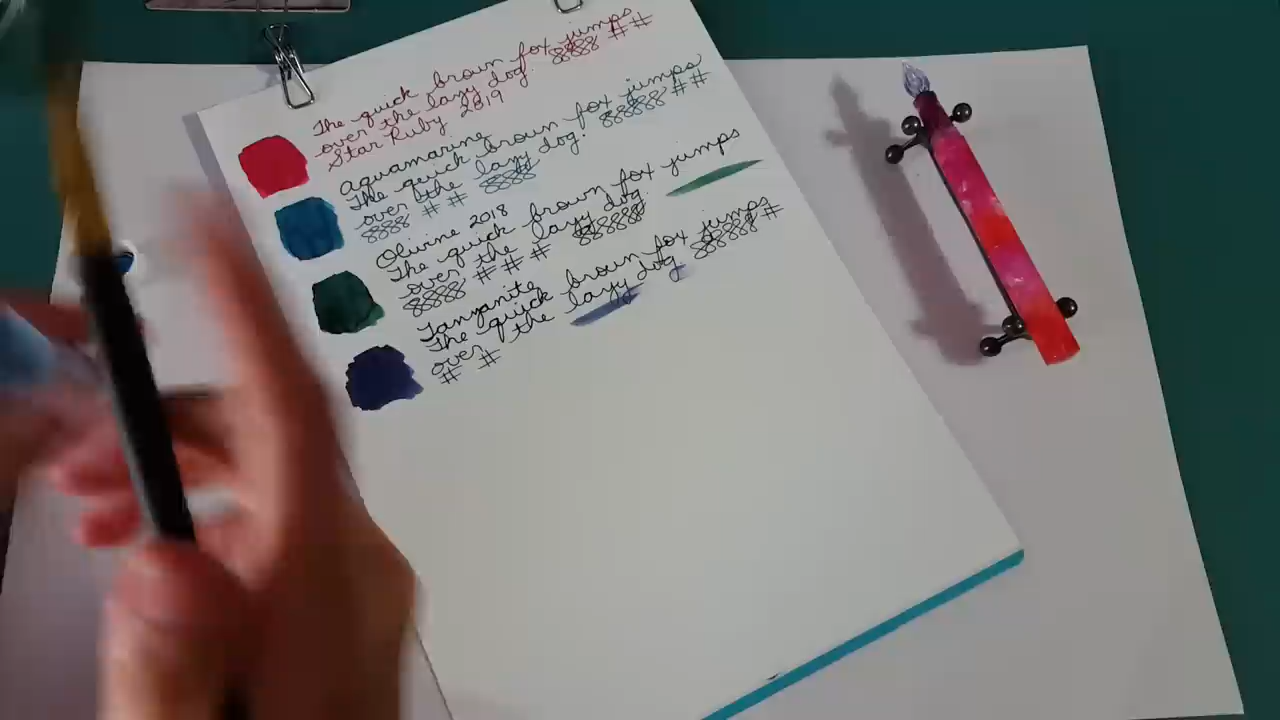 The quick brown fox jumps
over the lazy dog. 8888 ##
Star Ruby 2019
aquamarine
The quick brown fox jumps
over the lazy dog. 88888 ##
8888 ## 8888
Olivine 2018
The quick brown fox jumps
over the lazy dog.
8888 ### 88888
Tanzanite
The quick brown fox jumps
over the lazy dog 8888#
# #